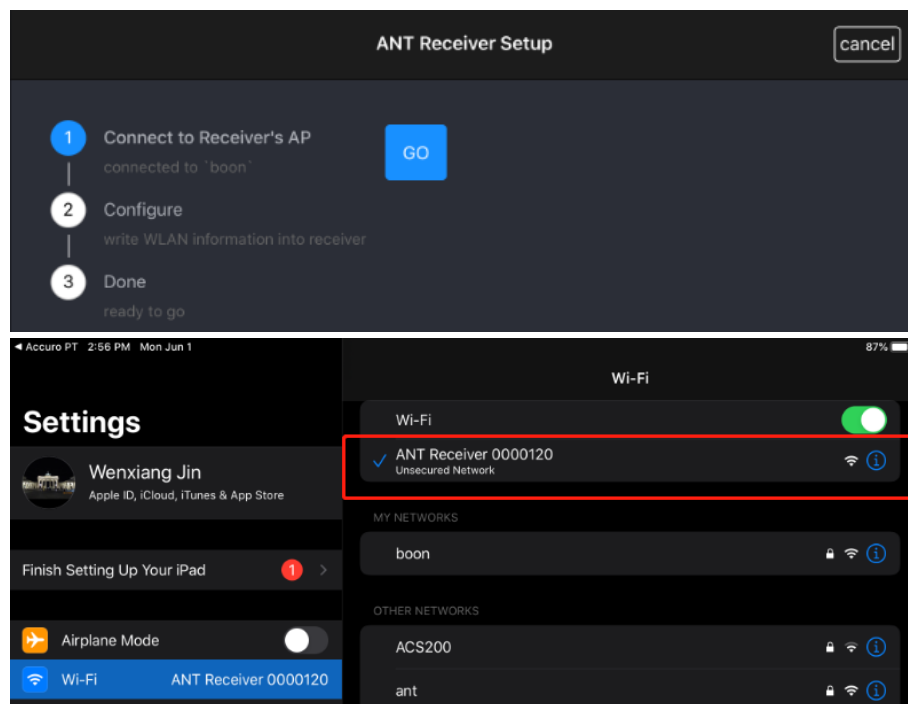 ANT Receiver Setup
cancel
1 Connect to Receiver's AP
GO
connected to `boon`
2 Configure
write WLAN information into receiver
3 Done
ready to go
◀ Accuro PT 2:56 PM Mon Jun 1
87%
Wi-Fi
Settings
Wi-Fi
ANT Receiver 0000120
Unsecured Network
Wenxiang Jin
Apple ID, iCloud, iTunes & App Store
MY NETWORKS
boon
Finish Setting Up Your iPad 1
OTHER NETWORKS
Airplane Mode
ACS200
Wi-Fi ANT Receiver 0000120
ant